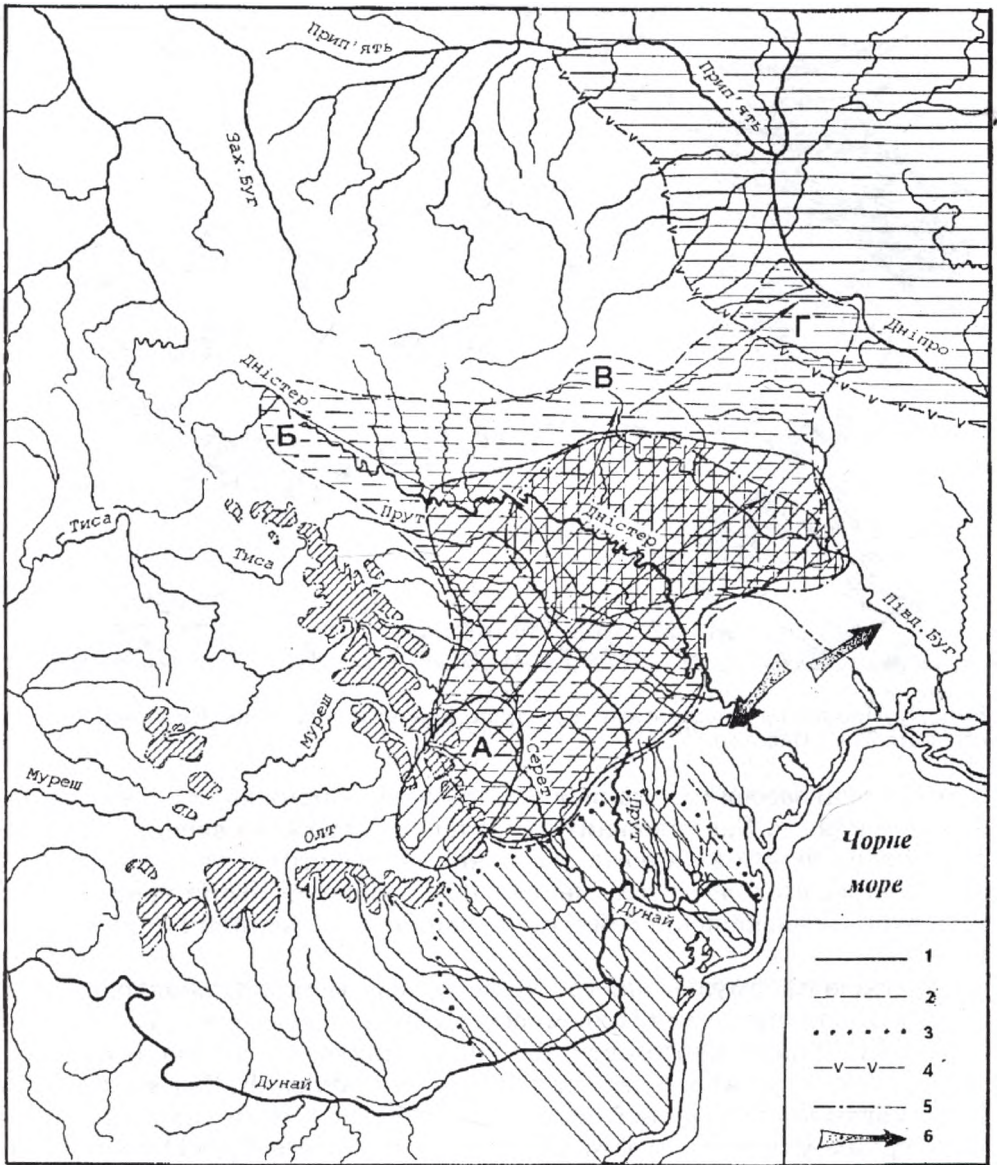 Прип'ять
Прип'ять
Зах. Буг
Г
Дніпро
В
Дністер
Б
Дністер
Прут
Тиса
Тиса
Півд. Буг
А
Серет
Муреш
Муреш
Олт
Прут
Чорне
море
Дунай
Дунай
1
2
3
v v v 4
5
6